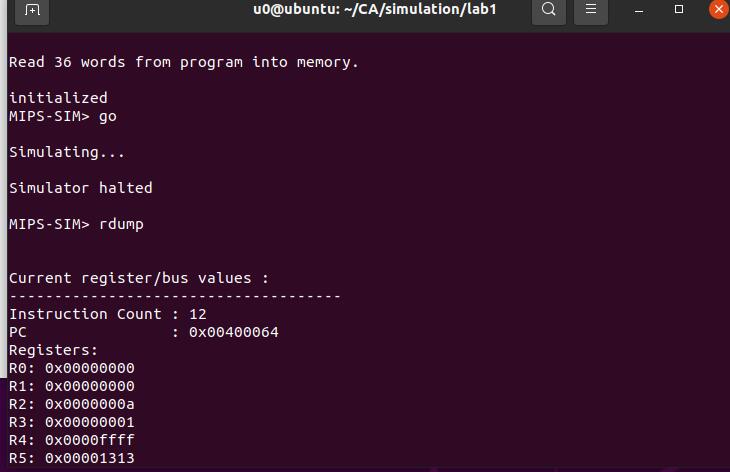 u0@ubuntu: ~/CA/simulation/lab1
Read 36 words from program into memory.
initialized
MIPS-SIM> go
Simulating...
Simulator halted
MIPS-SIM> rdump
Current register/bus values :
-------------------------------------
Instruction Count : 12
PC                : 0x00400064
Registers:
R0: 0x00000000
R1: 0x00000000
R2: 0x0000000a
R3: 0x00000001
R4: 0x0000ffff
R5: 0x00001313